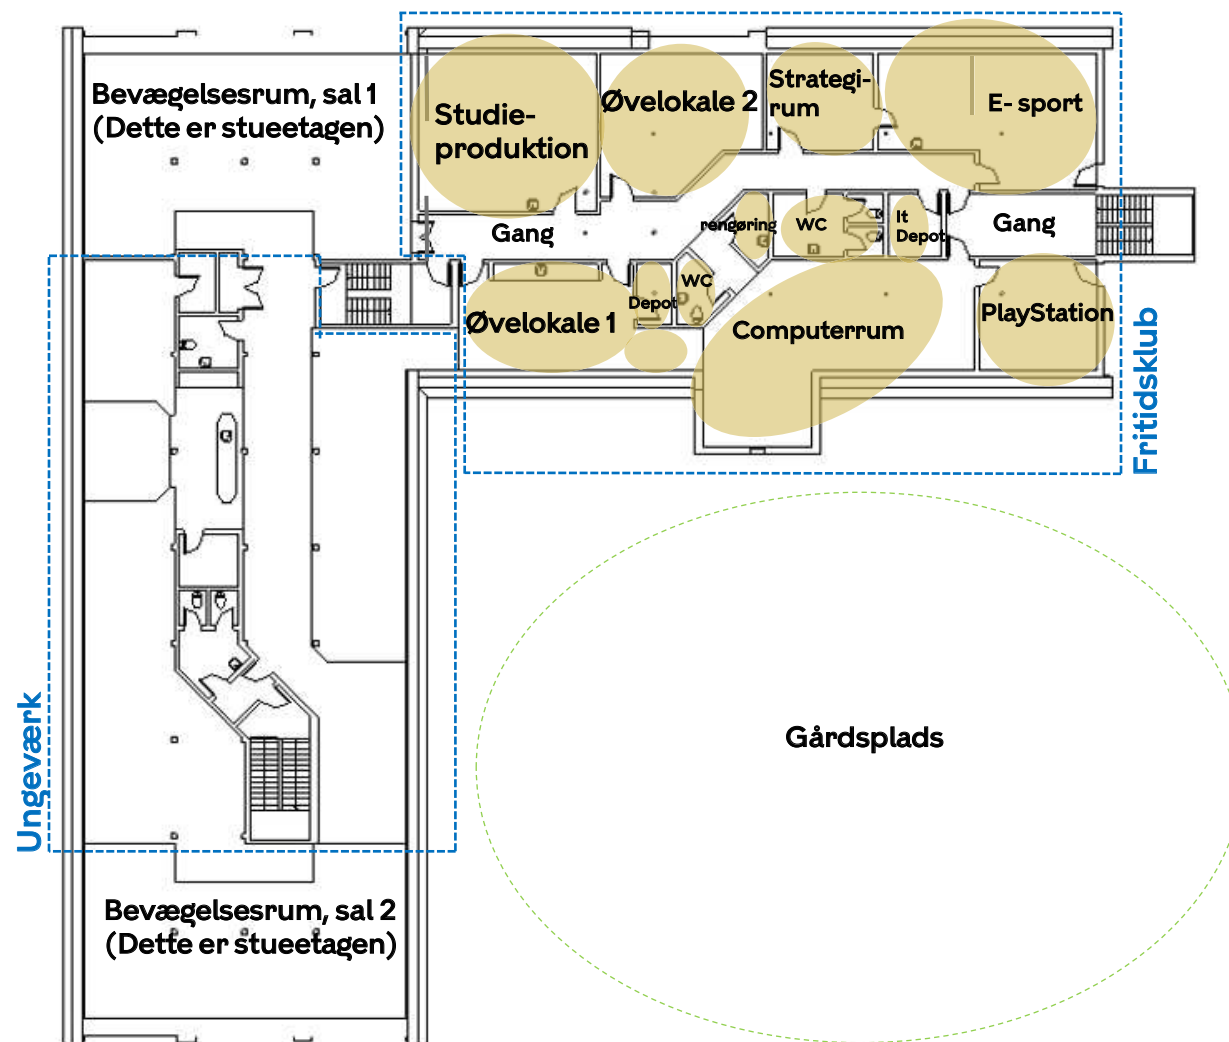 Bevægelsesrum, sal 1
(Dette er stueetagen)
Studie-
produktion
Øvelokale 2
Strategi-
rum
E- sport
Gang
rengøring
WC
It
Depot
Gang
WC
Depot
Øvelokale 1
Computerrum
PlayStation
Fritidsklub
Ungeværk
Gårdsplads
Bevægelsesrum, sal 2
(Dette er stueetagen)